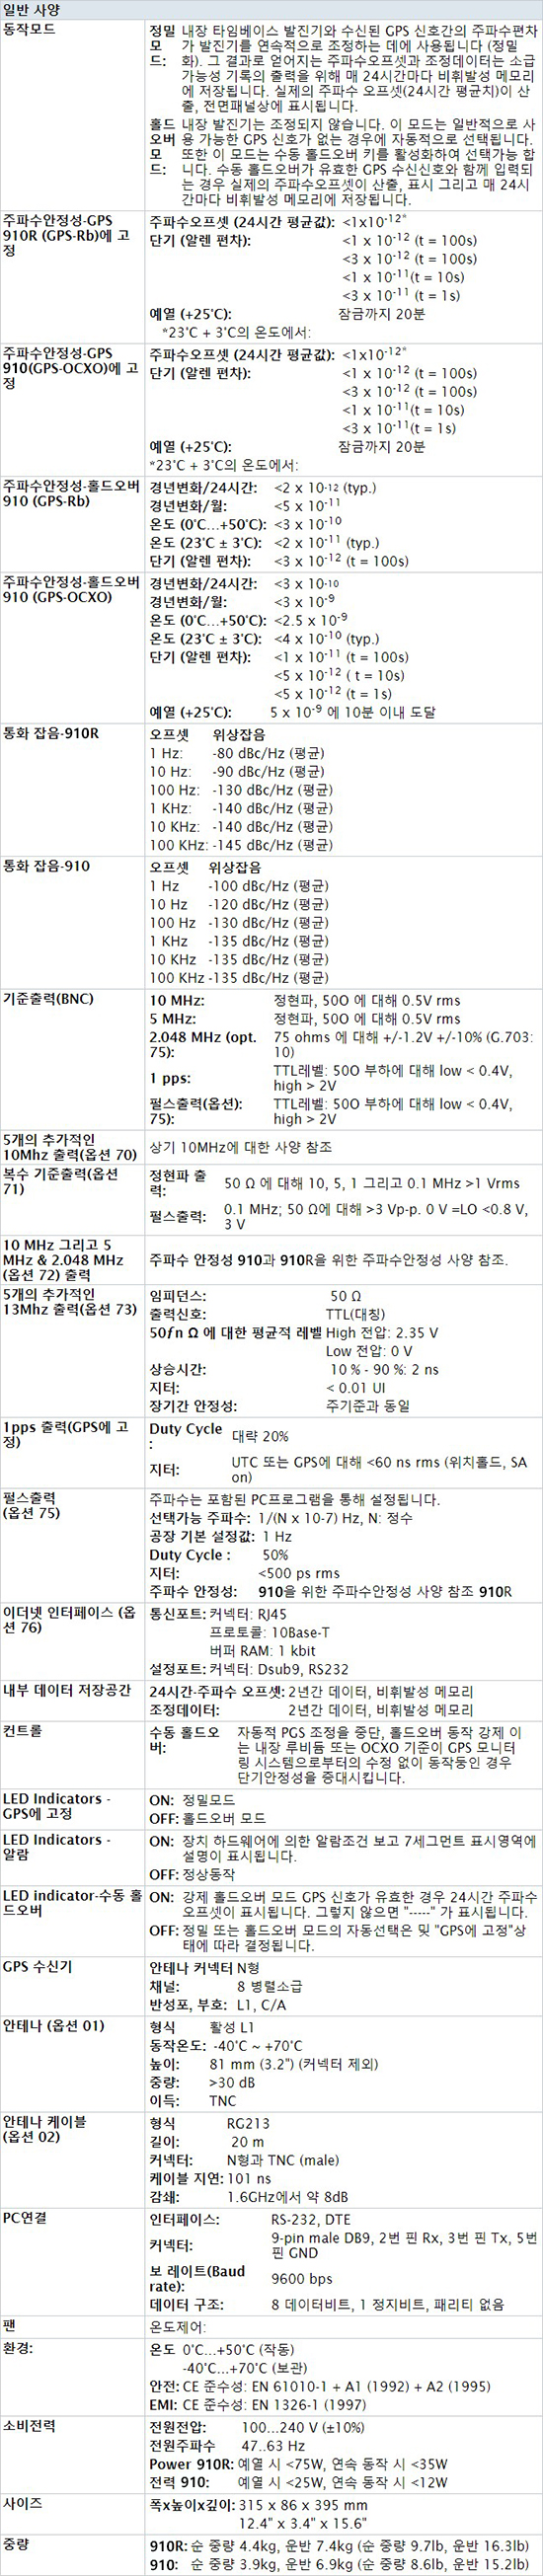 일반 사양
동작모드
정밀모드: 내장 타임베이스 발진기와 수신된 GPS 신호간의 주파수편차가 발진기를 연속적으로 조정하는 데에 사용됩니다 (정밀화). 그 결과로 얻어지는 주파수오프셋과 조정데이터는 소급가능성 기록의 출력을 위해 매 24시간마다 비휘발성 메모리에 저장됩니다. 실제의 주파수 오프셋(24시간 평균치)이 산출, 전면패널상에 표시됩니다.
홀드오버모드: 내장 발진기는 조정되지 않습니다. 이 모드는 일반적으로 사용 가능한 GPS 신호가 없는 경우에 자동적으로 선택됩니다. 또한 이 모드는 수동 홀드오버 키를 활성화하여 선택가능 합니다. 수동 홀드오버가 유효한 GPS 수신신호와 함께 입력되는 경우 실제의 주파수오프셋이 산출, 표시 그리고 매 24시간마다 비휘발성 메모리에 저장됩니다.
주파수안정성-GPS 910R (GPS-Rb)에 고정
주파수오프셋 (24시간 평균값): <1x10-12*
단기 (알렌 편차):
<1 x 10-12 (t = 100s)
<3 x 10-12 (t = 100s)
<1 x 10-11(t = 10s)
<3 x 10-11 (t = 1s)
예열 (+25˚C): 잠금까지 20분
*23˚C + 3˚C의 온도에서:
주파수안정성-GPS 910(GPS-OCXO)에 고정
주파수오프셋 (24시간 평균값): <1x10-12*
단기 (알렌 편차): <1 x 10-12 (t = 100s)
<3 x 10-12 (t = 100s)
<1 x 10-11(t = 10s)
<3 x 10-11(t = 1s)
예열 (+25˚C): 잠금까지 20분
*23˚C + 3˚C의 온도에서:
주파수안정성-홀드오버 910 (GPS-Rb)
경년변화/24시간: <2 x 10-12 (typ.)
경년변화/월: <5 x 10-11
온도 (0˚C...+50˚C): <3 x 10-10
온도 (23˚C ± 3˚C): <2 x 10-11 (typ.)
단기 (알렌 편차): <3 x 10-12 (t = 100s)
주파수안정성-홀드오버 910 (GPS-OCXO)
경년변화/24시간: <3 x 10-10
경년변화/월: <3 x 10-9
온도 (0˚C...+50˚C): <2.5 x 10-9
온도 (23˚C ± 3˚C): <4 x 10-10 (typ.)
단기 (알렌 편차): <1 x 10-11 (t = 100s)
<5 x 10-12 ( t = 10s)
<5 x 10-12 (t = 1s)
예열 (+25˚C): 5 x 10-9 에 10분 이내 도달
통화 잡음-910R
오프셋 위상잡음
1 Hz: -80 dBc/Hz (평균)
10 Hz: -90 dBc/Hz (평균)
100 Hz: -130 dBc/Hz (평균)
1 KHz: -140 dBc/Hz (평균)
10 KHz: -140 dBc/Hz (평균)
100 KHz: -145 dBc/Hz (평균)
통화 잡음-910
오프셋 위상잡음
1 Hz -100 dBc/Hz (평균)
10 Hz -120 dBc/Hz (평균)
100 Hz -130 dBc/Hz (평균)
1 KHz -135 dBc/Hz (평균)
10 KHz -135 dBc/Hz (평균)
100 KHz -135 dBc/Hz (평균)
기준출력(BNC)
10 MHz: 정현파, 50O 에 대해 0.5V rms
5 MHz: 정현파, 50O 에 대해 0.5V rms
2.048 MHz (opt. 75): 75 ohms 에 대해 +/-1.2V +/-10% (G.703:10)
1 pps: TTL레벨: 50O 부하에 대해 low < 0.4V, high > 2V
펄스출력(옵션): 75): TTL레벨: 50O 부하에 대해 low < 0.4V, high > 2V
5개의 추가적인 10Mhz 출력(옵션 70)
상기 10MHz에 대한 사양 참조
복수 기준출력(옵션 71)
정현파 출력: 50 Ω 에 대해 10, 5, 1 그리고 0.1 MHz >1 Vrms
펄스출력: 0.1 MHz; 50 Ω에 대해 >3 Vp-p. 0 V =LO <0.8 V, 3 V
10 MHz 그리고 5 MHz & 2.048 MHz (옵션 72) 출력
주파수 안정성 910과 910R을 위한 주파수안정성 사양 참조.
5개의 추가적인 13Mhz 출력(옵션 73)
임피던스: 50 Ω
출력신호: TTL(대칭)
50ƒn Ω 에 대한 평균적 레벨 High 전압: 2.35 V
Low 전압: 0 V
상승시간: 10 % - 90 %: 2 ns
지터: < 0.01 UI
장기간 안정성: 주기준과 동일
1pps 출력(GPS에 고정)
Duty Cycle : 대략 20%
지터: UTC 또는 GPS에 대해 <60 ns rms (위치홀드, SA on)
펄스출력 (옵션 75)
주파수는 포함된 PC프로그램을 통해 설정됩니다.
선택가능 주파수: 1/(N x 10-7) Hz, N: 정수
공장 기본 설정값: 1 Hz
Duty Cycle : 50%
지터: <500 ps rms
주파수 안정성: 910을 위한 주파수안정성 사양 참조 910R
이더넷 인터페이스 (옵션 76)
통신포트: 커넥터: RJ45
프로토콜: 10Base-T
버퍼 RAM: 1 kbit
설정포트: 커넥터: Dsub9, RS232
내부 데이터 저장공간
24시간-주파수 오프셋: 2년간 데이터, 비휘발성 메모리
조정데이터: 2년간 데이터, 비휘발성 메모리
컨트롤
수동 홀드오버: 자동적 PGS 조정을 중단, 홀드오버 동작 강제 이는 내장 루비듐 또는 OCXO 기준이 GPS 모니터링 시스템으로부터의 수정 없이 동작동인 경우 단기안정성을 증대시킵니다.
LED Indicators - GPS에 고정
ON: 정밀모드
OFF: 홀드오버 모드
LED Indicators - 알람
ON: 장치 하드웨어에 의한 알람조건 보고 7세그먼트 표시영역에 설명이 표시됩니다.
OFF: 정상동작
LED indicator-수동 홀드오버
ON: 강제 홀드오버 모드 GPS 신호가 유효한 경우 24시간 주파수 오프셋이 표시됩니다. 그렇지 않으면 "-----" 가 표시됩니다.
OFF: 정밀 또는 홀드오버 모드의 자동선택은 및 "GPS에 고정"상태에 따라 결정됩니다.
GPS 수신기
안테나 커넥터 N형
채널: 8 병렬소급
반성포, 부호: L1, C/A
안테나 (옵션 01)
형식 활성 L1
동작온도: -40˚C ~ +70˚C
높이: 81 mm (3.2") (커넥터 제외)
중량: >30 dB
이득: TNC
안테나 케이블 (옵션 02)
형식 RG213
길이: 20 m
커넥터: N형과 TNC (male)
케이블 지연: 101 ns
감쇄: 1.6GHz에서 약 8dB
PC연결
인터페이스: RS-232, DTE
커넥터: 9-pin male DB9, 2번 핀 Rx, 3번 핀 Tx, 5번 핀 GND
보 레이트(Baud rate): 9600 bps
데이터 구조: 8 데이터비트, 1 정지비트, 패리티 없음
팬
온도제어:
환경:
온도 0˚C...+50˚C (작동)
-40˚C...+70˚C (보관)
안전: CE 준수성: EN 61010-1 + A1 (1992) + A2 (1995)
EMI: CE 준수성: EN 1326-1 (1997)
소비전력
전원전압: 100...240 V (±10%)
전원주파수 47..63 Hz
Power 910R: 예열 시 <75W, 연속 동작 시 <35W
전력 910: 예열 시 <25W, 연속 동작 시 <12W
사이즈
폭x높이x깊이: 315 x 86 x 395 mm
12.4" x 3.4" x 15.6"
중량
910R: 순 중량 4.4kg, 운반 7.4kg (순 중량 9.7lb, 운반 16.3lb)
910: 순 중량 3.9kg, 운반 6.9kg (순 중량 8.6lb, 운반 15.2lb)